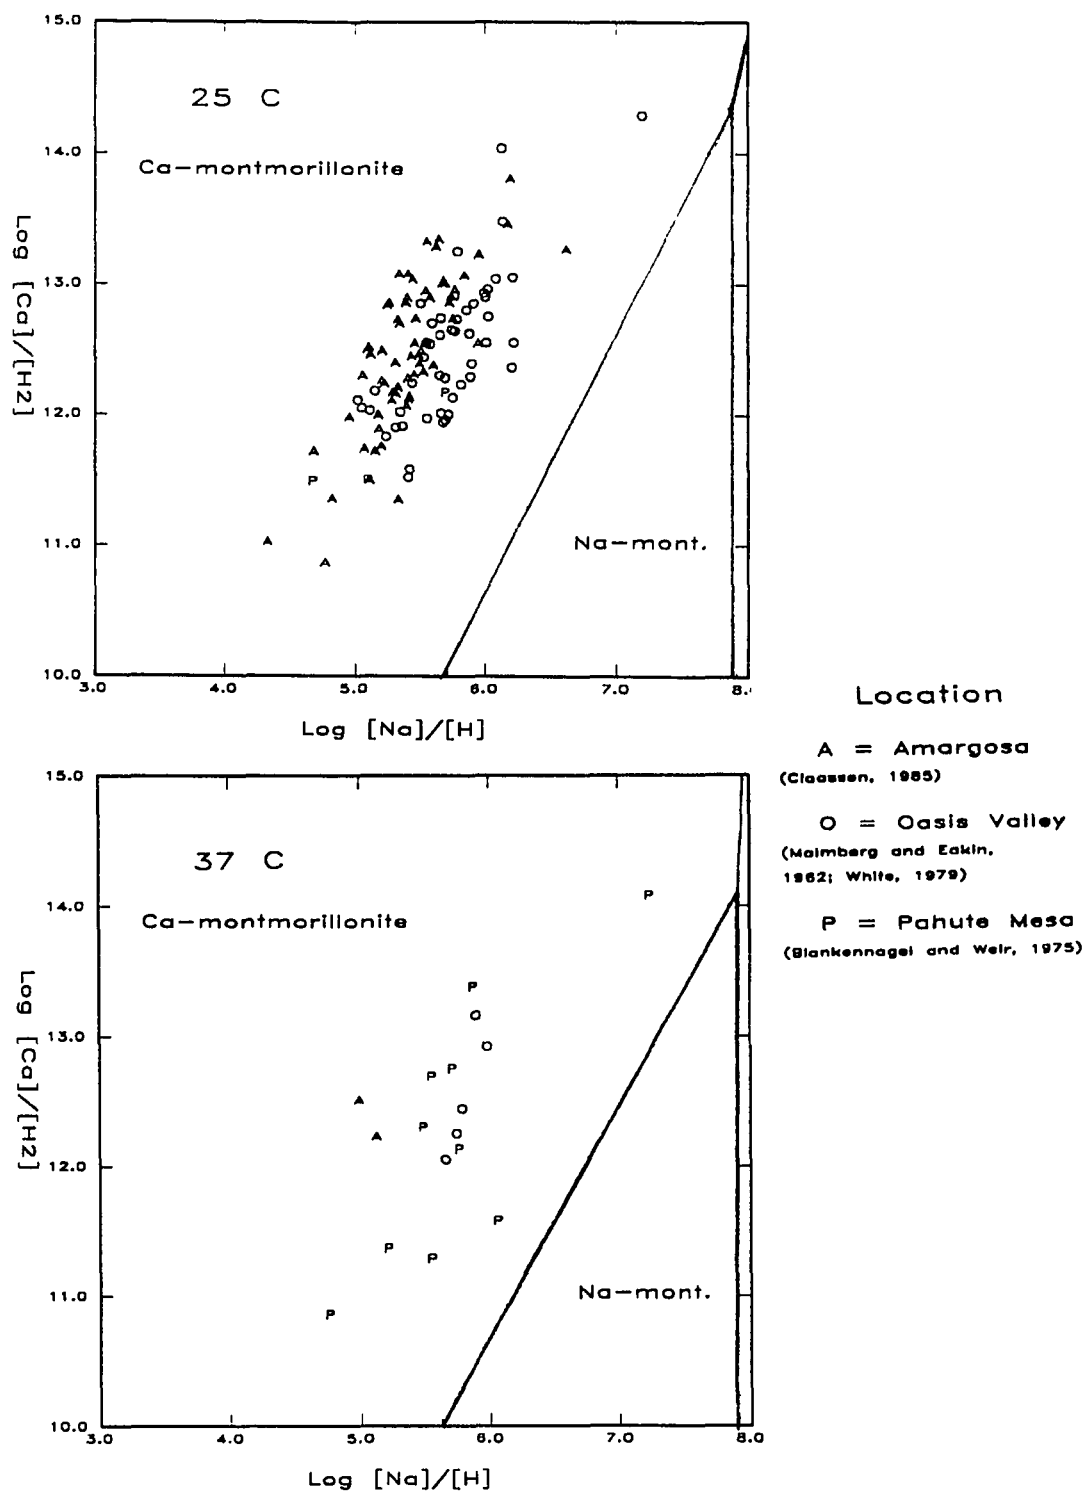 15.0
25 C
14.0
Ca-montmorillonite
Log [Ca]/[H2]
13.0
12.0
11.0
Na-mont.
10.0
3.0 4.0 5.0 6.0 7.0 8.
Log [Na]/[H]
Location
A = Amargosa
(Claassen, 1985)
O = Oasis Valley
(Malmberg and Eakin,
1962; White, 1979)
P = Pahute Mesa
(Blankennagel and Weir, 1975)
15.0
37 C
14.0
Ca-montmorillonite
Log [Ca]/[H2]
13.0
12.0
11.0
Na-mont.
10.0
3.0 4.0 5.0 6.0 7.0 8.0
Log [Na]/[H]